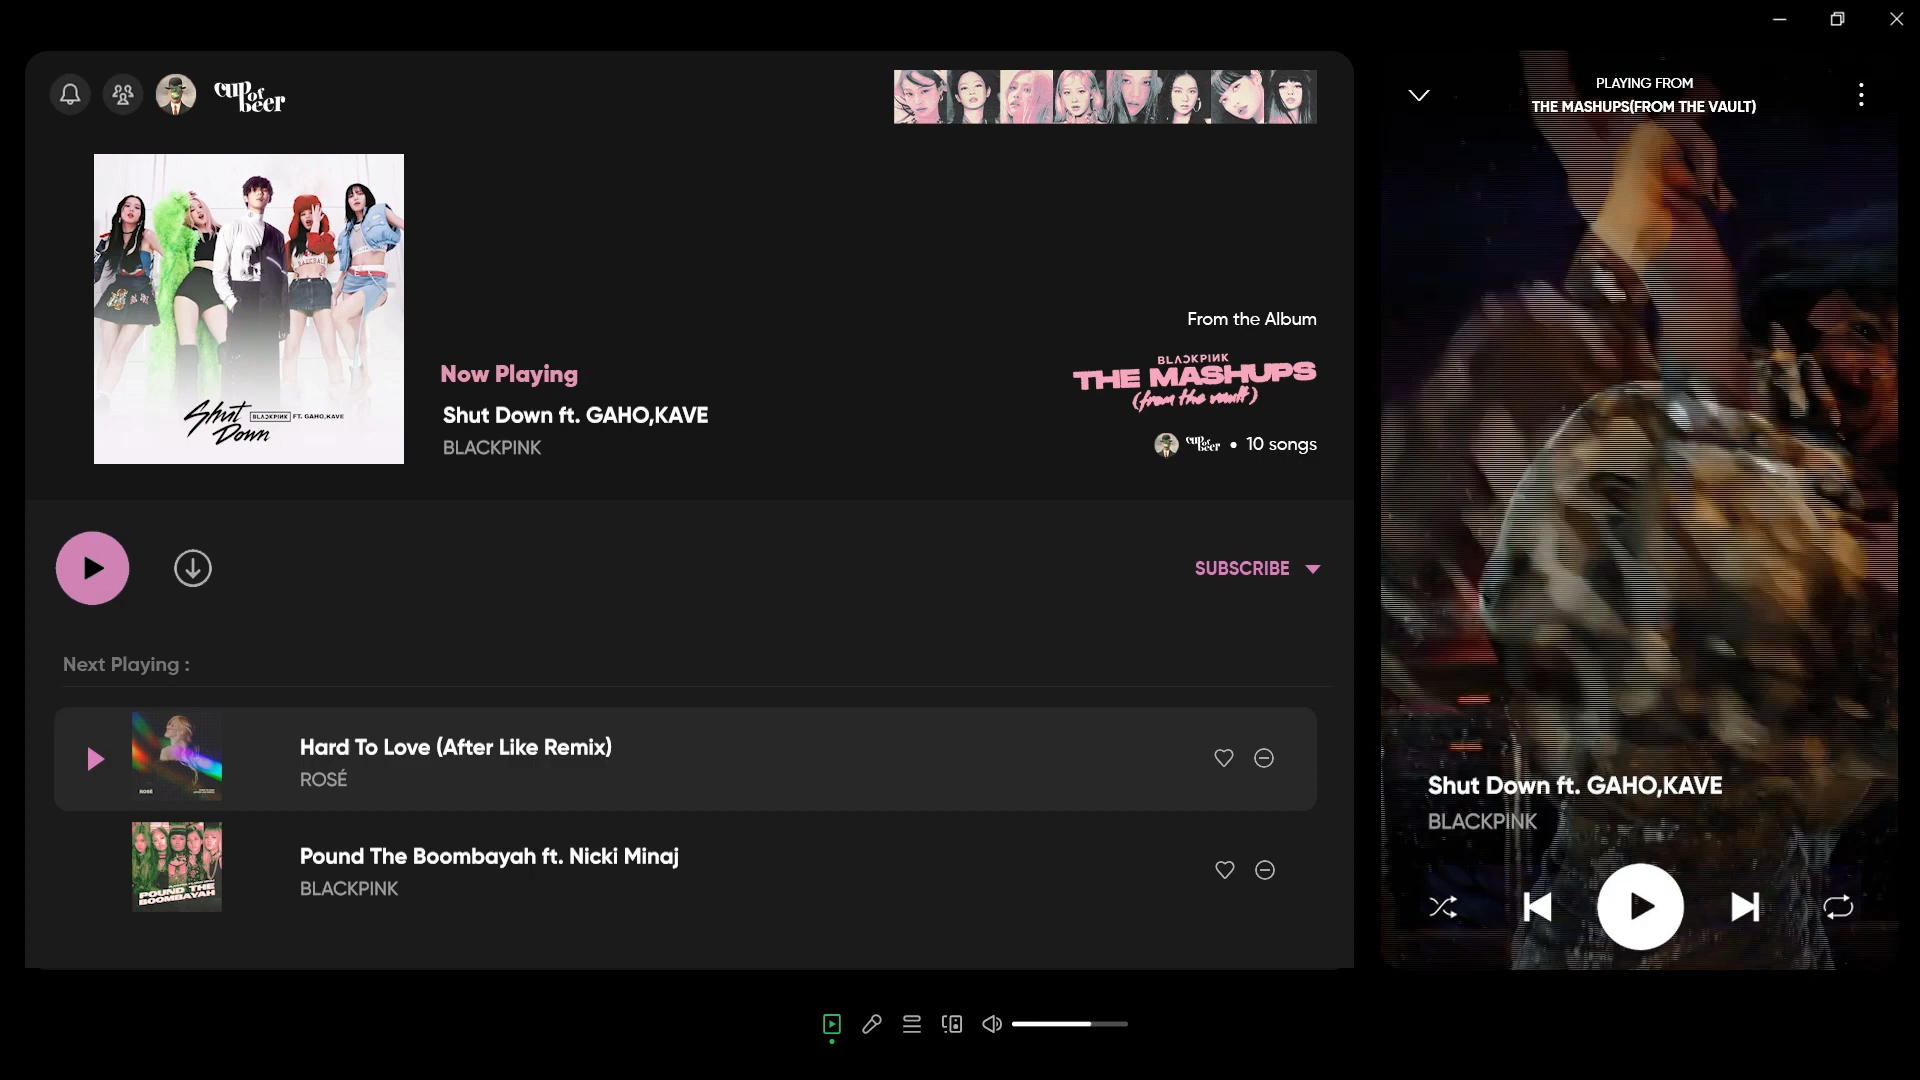 cup of beer
Shut Down BLACKPIИK FT. GAHO,KAVE
Now Playing
Shut Down ft. GAHO,KAVE
BLACKPINK
From the Album
BLACKPIИK
THE MASHUPS
(from the vault)
cup of beer • 10 songs
SUBSCRIBE
Next Playing :
ROSÉ
Hard To Love (After Like Remix)
ROSÉ
POUND THE
BOOMBAYAH
Pound The Boombayah ft. Nicki Minaj
BLACKPINK
PLAYING FROM
THE MASHUPS(FROM THE VAULT)
Shut Down ft. GAHO,KAVE
BLACKPINK